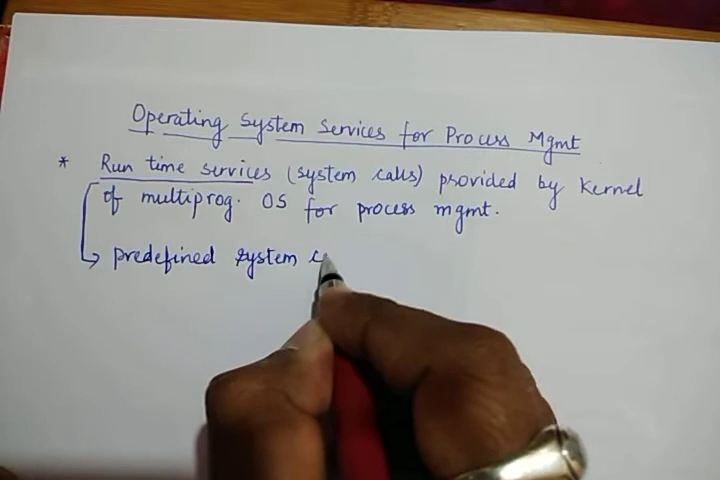 Operating System Services for Process Mgmt
* Run time services (system calls) provided by kernel
of multiprog. OS for process mgmt.
↳ predefined system c